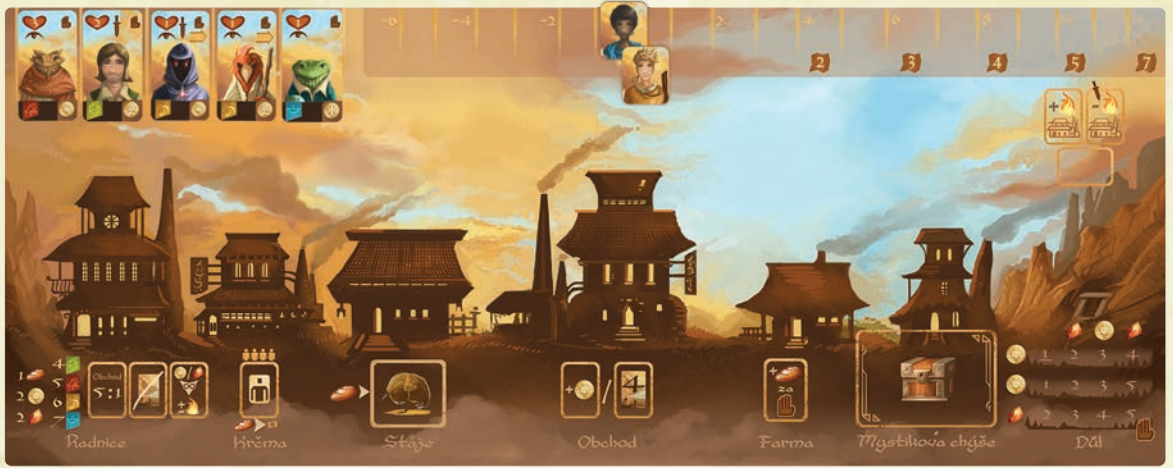 -6 -4 -2 2 4 6 8
2 3 4 5 7
+ -
1 4
2 5
2 6
7
Obchod
5:1
+
+ / 4
+
za
1 2 3 4
1 2 3 5
2 3 4 5
Radnice Krčma Stáže Obchod Farma Mystikova chýše Důl